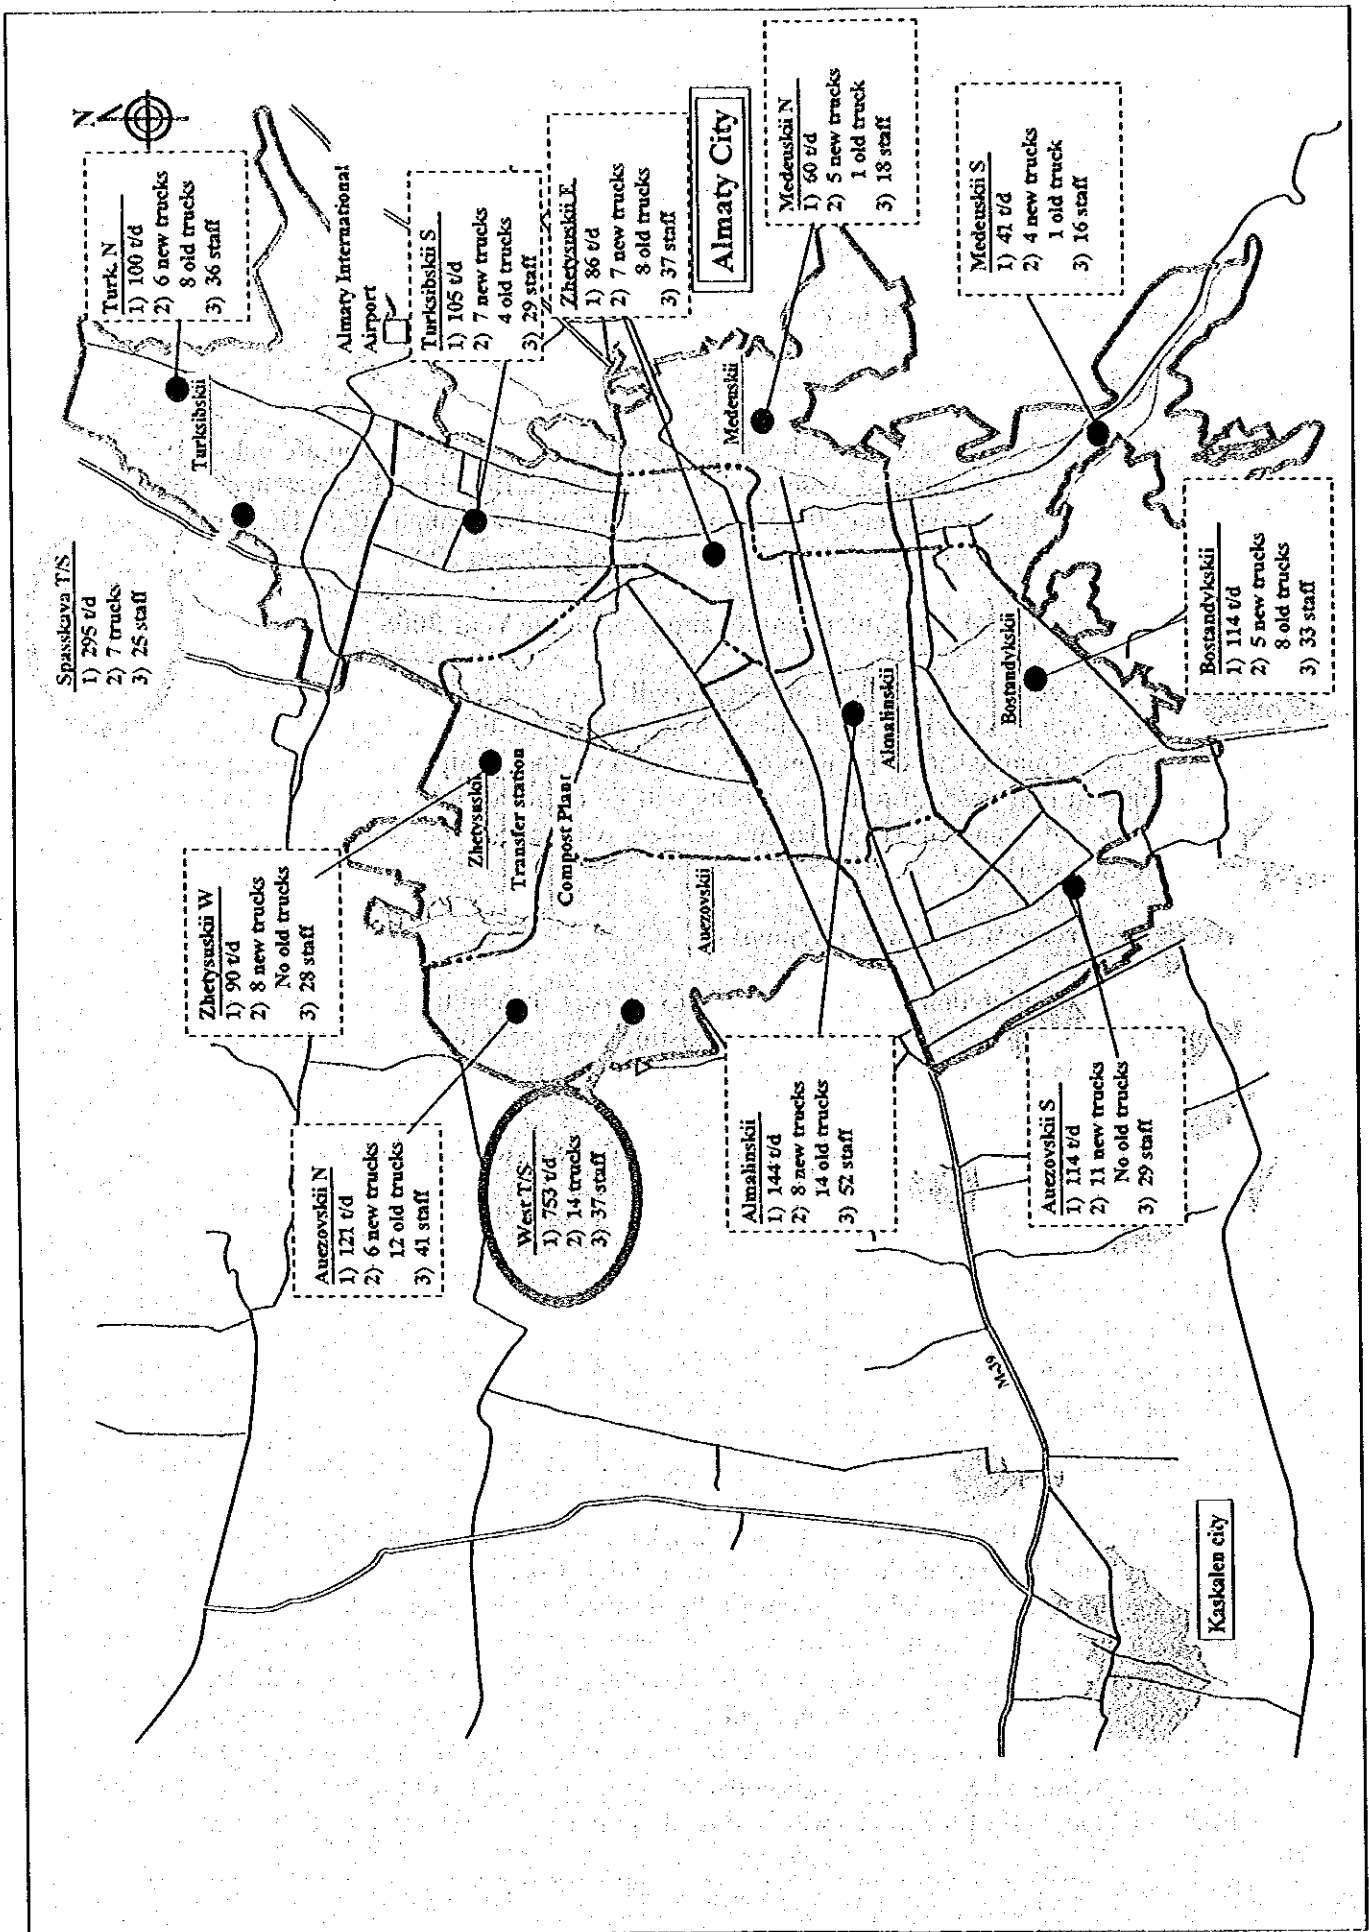 N
Turk. N
1) 100 t/d
2) 6 new trucks
8 old trucks
3) 36 staff
Spasskaya T/S
1) 295 t/d
2) 7 trucks
3) 25 staff
Turksibskii
Almaty International
Airport
Turksibskii S
1) 105 t/d
2) 7 new trucks
4 old trucks
3) 29 staff
Zhetysuskii E
1) 86 t/d
2) 7 new trucks
8 old trucks
3) 37 staff
Almaty City
Medeuskii N
1) 60 t/d
2) 5 new trucks
1 old truck
3) 18 staff
Medeuskii
Medeuskii S
1) 41 t/d
2) 4 new trucks
1 old truck
3) 16 staff
Zhetysuskii W
1) 90 t/d
2) 8 new trucks
No old trucks
3) 28 staff
Zhetysuskii
Transfer station
Compost Plant
Auezovskii
Almalinskii
Bostandykskii
Bostandykskii
1) 114 t/d
2) 5 new trucks
8 old trucks
3) 33 staff
Auezovskii N
1) 121 t/d
2) 6 new trucks
12 old trucks
3) 41 staff
West T/S
1) 753 t/d
2) 14 trucks
3) 37 staff
Almalinskii
1) 144 t/d
2) 8 new trucks
14 old trucks
3) 52 staff
Auezovskii S
1) 114 t/d
2) 11 new trucks
No old trucks
3) 29 staff
M-39
Kaskalen city